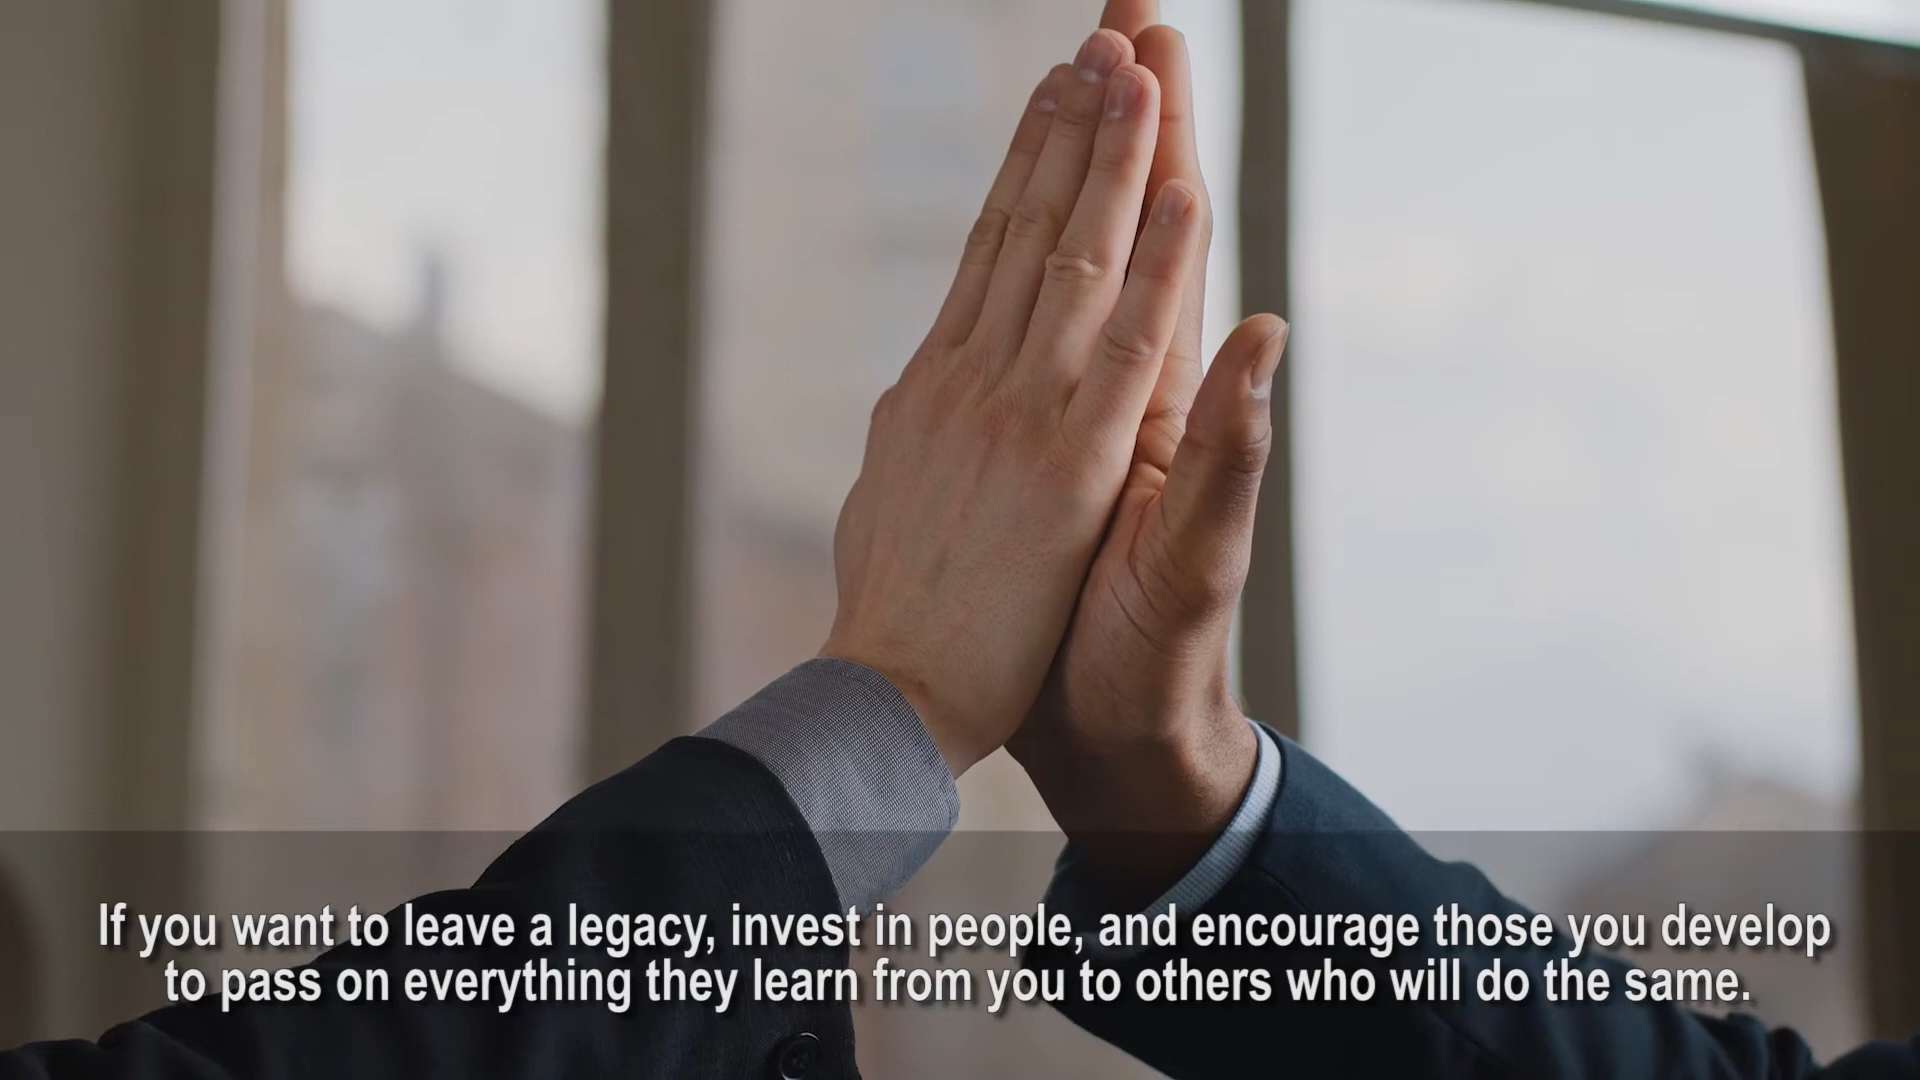 If you want to leave a legacy, invest in people, and encourage those you develop
to pass on everything they learn from you to others who will do the same.